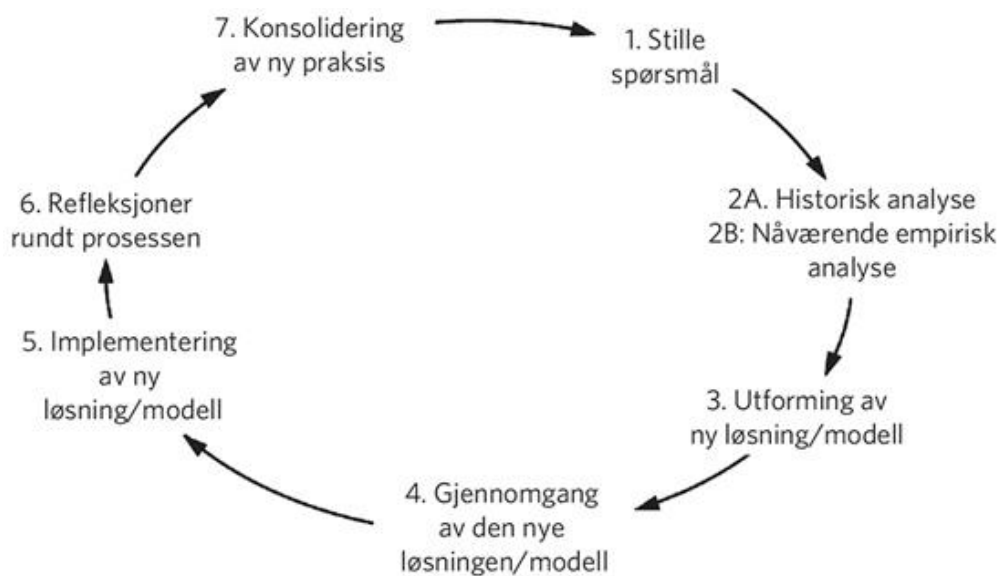 1. Stille
spørsmål
2A. Historisk analyse
2B: Nåværende empirisk
analyse
3. Utforming av
ny løsning/modell
4. Gjennomgang
av den nye
løsningen/modell
5. Implementering
av ny
løsning/modell
6. Refleksjoner
rundt prosessen
7. Konsolidering
av ny praksis